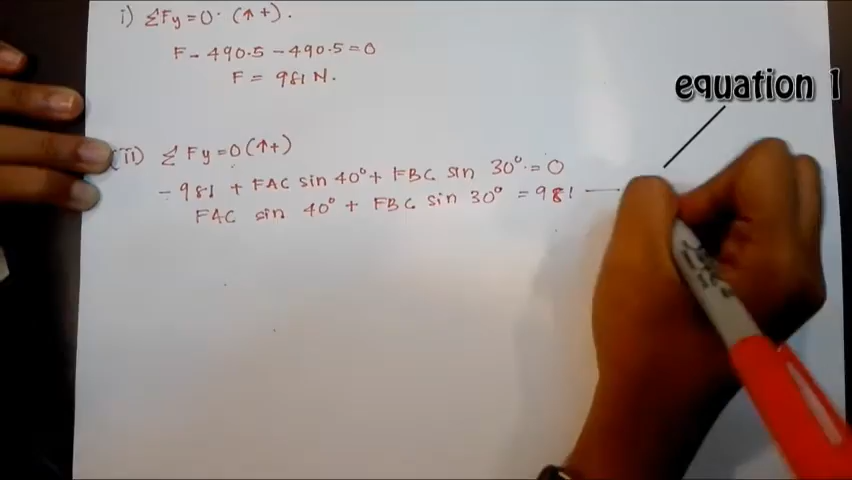 i) ΣFy=0. (↑+).
F - 490.5 - 490.5 = 0
F = 981 N.
equation 1
(ii) ΣFy=0 (↑+)
- 981 + FAC sin 40° + FBC sin 30° = 0
FAC sin 40° + FBC sin 30° = 981 —